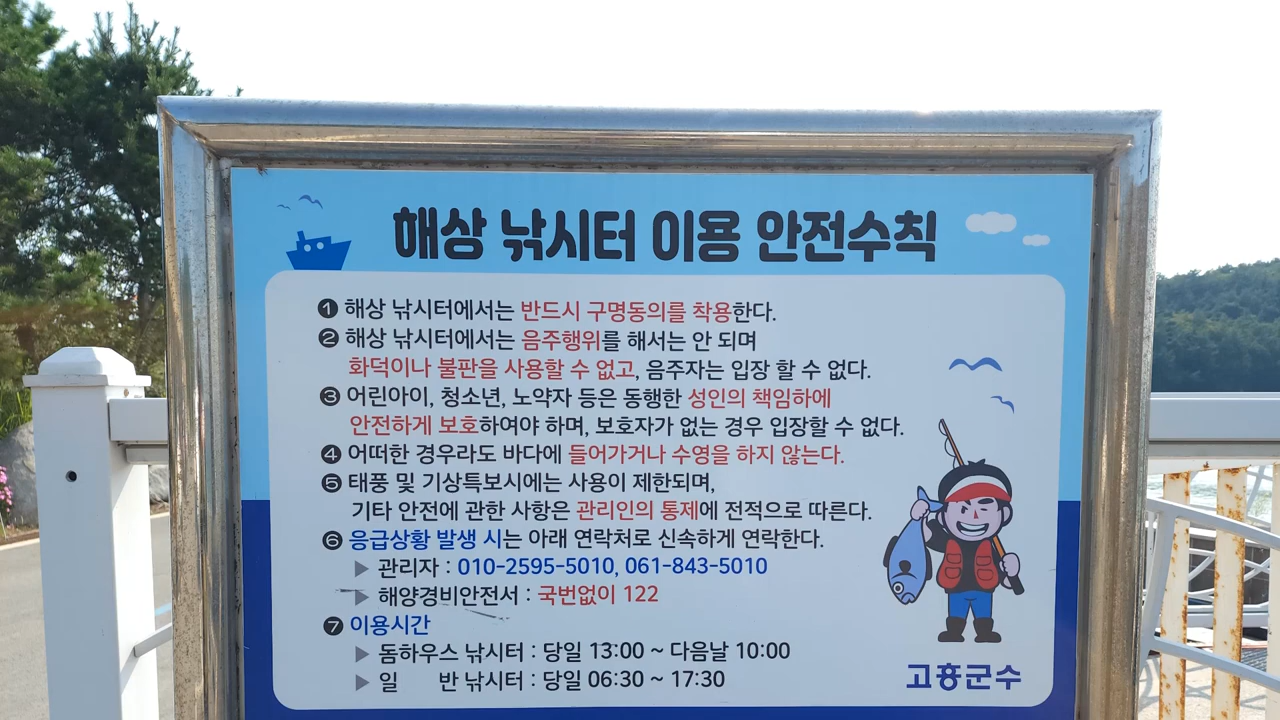 해상 낚시터 이용 안전수칙
❶ 해상 낚시터에서는 반드시 구명동의를 착용한다.
❷ 해상 낚시터에서는 음주행위를 해서는 안 되며
화덕이나 불판을 사용할 수 없고, 음주자는 입장 할 수 없다.
❸ 어린아이, 청소년, 노약자 등은 동행한 성인의 책임하에
안전하게 보호하여야 하며, 보호자가 없는 경우 입장할 수 없다.
❹ 어떠한 경우라도 바다에 들어가거나 수영을 하지 않는다.
❺ 태풍 및 기상특보시에는 사용이 제한되며,
기타 안전에 관한 사항은 관리인의 통제에 전적으로 따른다.
❻ 응급상황 발생 시는 아래 연락처로 신속하게 연락한다.
▶ 관리자 : 010-2595-5010, 061-843-5010
▶ 해양경비안전서 : 국번없이 122
❼ 이용시간
▶ 돔하우스 낚시터 : 당일 13:00 ~ 다음날 10:00
▶ 일 반 낚시터 : 당일 06:30 ~ 17:30
고흥군수